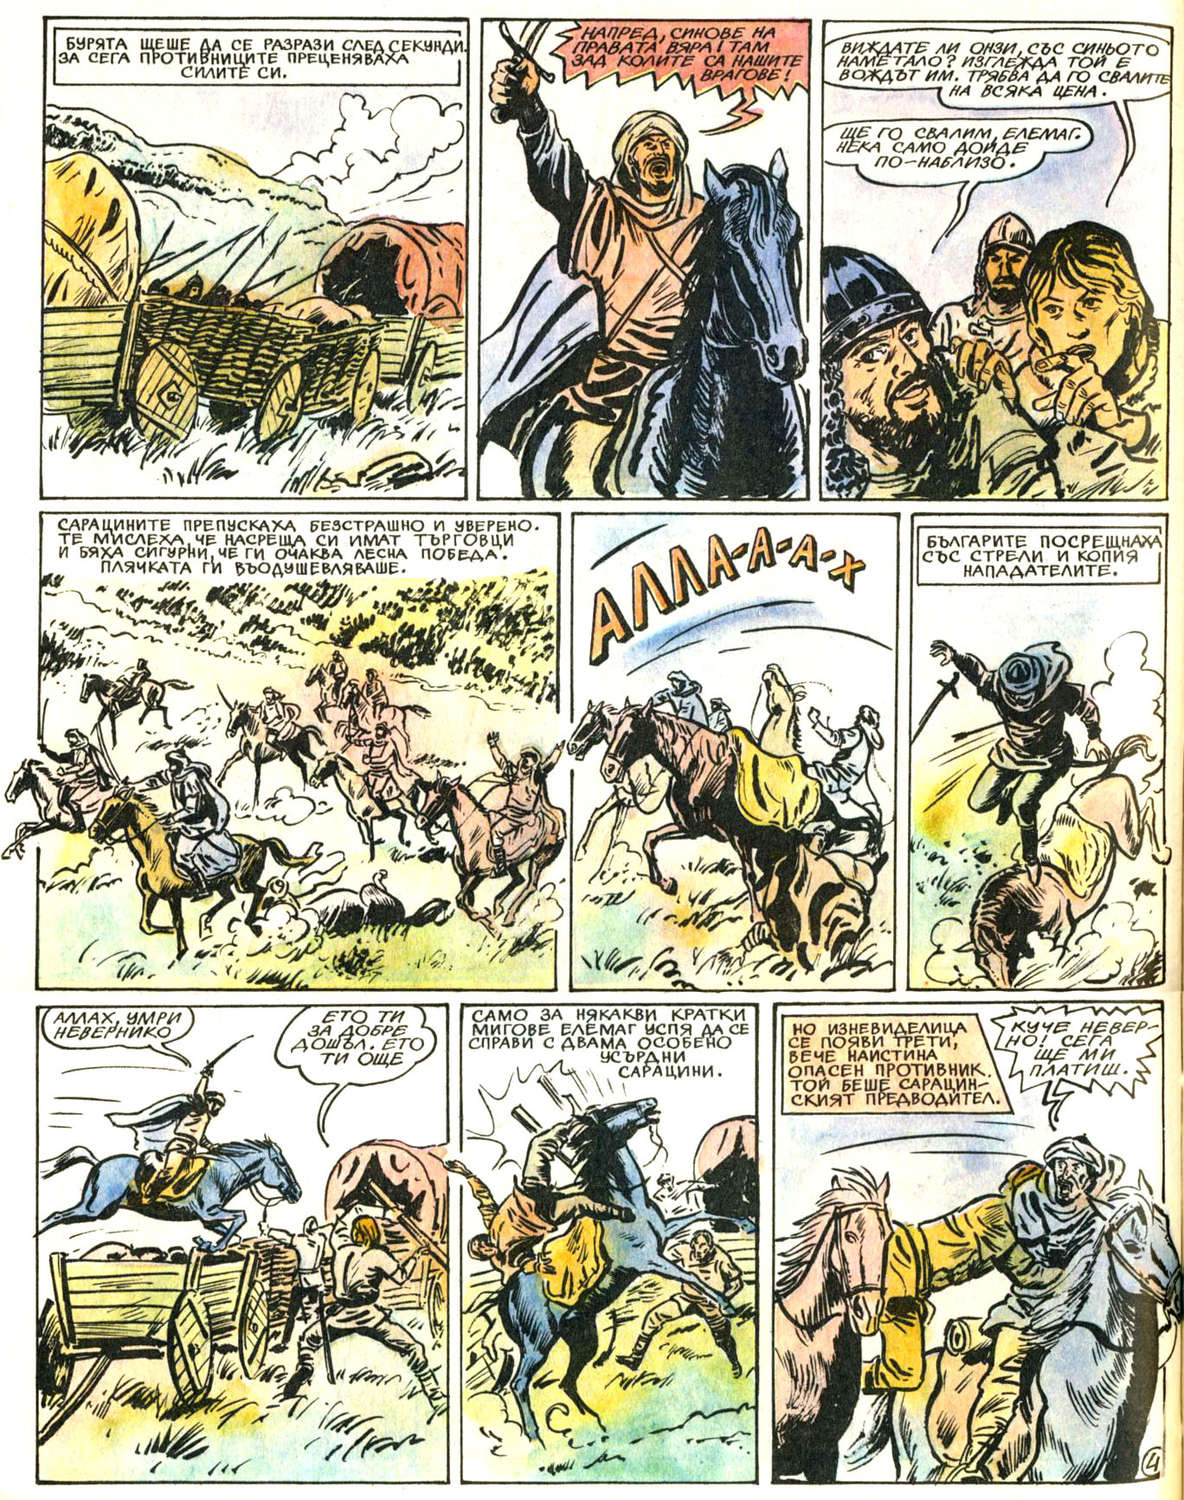 БУРЯТА ЩЕШЕ ДА СЕ РАЗРАЗИ СЛЕД СЕКУНДИ.
ЗА СЕГА ПРОТИВНИЦИТЕ ПРЕЦЕНЯВАХА
СИЛИТЕ СИ.
НАПРЕД, СИНОВЕ НА
ПРАВАТА ВЯРА! ТАМ
ЗАД КОЛИТЕ СА НАШИТЕ
ВРАГОВЕ!
ВИЖДАТЕ ЛИ ОНЗИ, СЪС СИНЬОТО
НАМЕТАЛО? ИЗГЛЕЖДА ТОЙ Е
ВОЖДЪТ ИМ. ТРЯБВА ДА ГО СВАЛИТЕ
НА ВСЯКА ЦЕНА.
ЩЕ ГО СВАЛИМ, ЕЛЕМАГ.
НЕКА САМО ДОЙДЕ
ПО-НАБЛИЗО.
САРАЦИНИТЕ ПРЕПУСКАХА БЕЗСТРАШНО И УВЕРЕНО.
ТЕ МИСЛЕХА, ЧЕ НАСРЕЩА СИ ИМАТ ТЪРГОВЦИ
И БЯХА СИГУРНИ, ЧЕ ГИ ОЧАКВА ЛЕСНА ПОБЕДА.
ПЛЯЧКАТА ГИ ВЪОДУШЕВЛЯВАШЕ.
АЛЛА-А-А-Х
БЪЛГАРИТЕ ПОСРЕЩНАХА
СЪС СТРЕЛИ И КОПИЯ
НАПАДАТЕЛИТЕ.
АЛЛАХ, УМРИ
НЕВЕРНИКО
ЕТО ТИ
ЗА ДОБРЕ
ДОШЪЛ. ЕТО
ТИ ОЩЕ
САМО ЗА НЯКАКВИ КРАТКИ
МИГОВЕ ЕЛЕМАГ УСПЯ ДА СЕ
СПРАВИ С ДВАМА ОСОБЕНО
УСЪРДНИ
САРАЦИНИ.
НО ИЗНЕВИДЕЛИЦА
СЕ ПОЯВИ ТРЕТИ,
ВЕЧЕ НАИСТИНА
ОПАСЕН ПРОТИВНИК.
ТОЙ БЕШЕ САРАЦИН-
СКИЯТ ПРЕДВОДИТЕЛ.
КУЧЕ НЕВЕР-
НО! СЕГА
ЩЕ МИ
ПЛАТИШ.
4